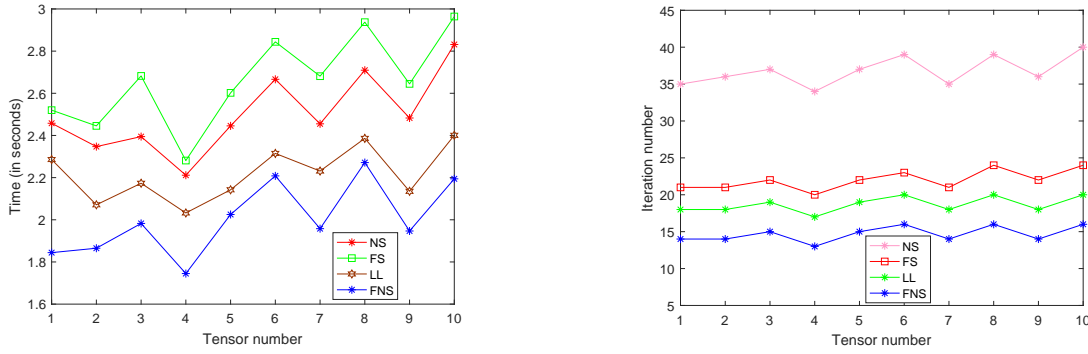 3
2.8
2.6
2.4
2.2
2
1.8
1.6
Time (in seconds)
NS
FS
LL
FNS
1 2 3 4 5 6 7 8 9 10
Tensor number
45
40
35
30
25
20
15
10
5
Iteration number
NS
FS
LL
FNS
1 2 3 4 5 6 7 8 9 10
Tensor number